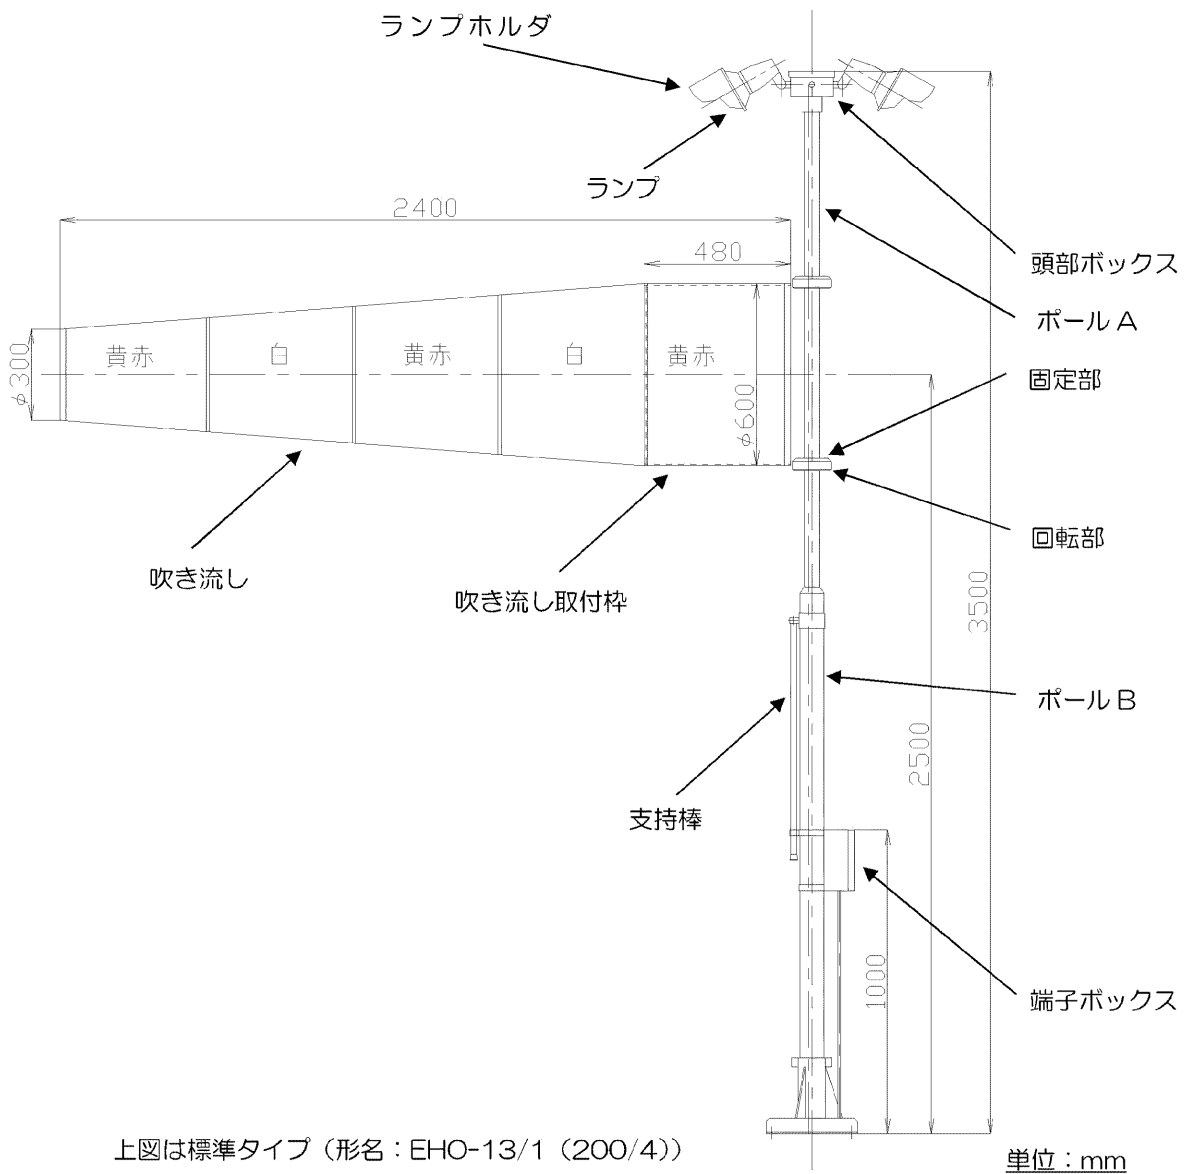 ランプホルダ
ランプ
2400
480
頭部ボックス
ポールA
φ300
黄赤
白
黄赤
白
黄赤
固定部
φ600
回転部
吹き流し
吹き流し取付枠
3500
ポールB
2500
支持棒
1000
端子ボックス
上図は標準タイプ（形名：EHO-13/1（200/4））
単位：mm